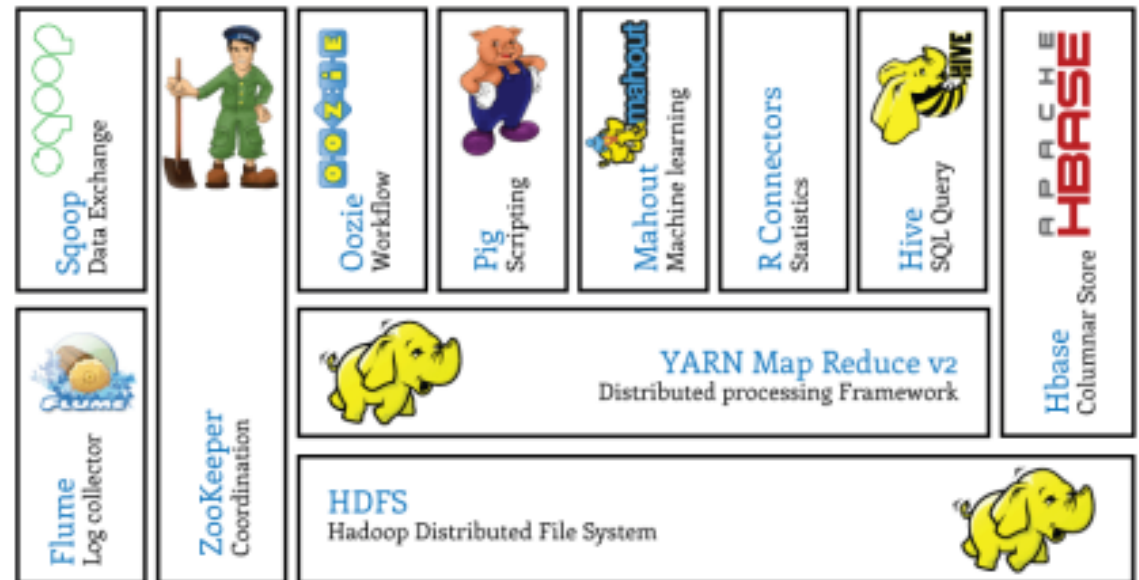 Sqoop
Data Exchange
oozie
Oozie
Workflow
Pig
Scripting
mahout
Mahout
Machine learning
R Connectors
Statistics
HIVE
Hive
SQL Query
APACHE
HBASE
Hbase
Columnar Store
FLUME
Flume
Log collector
ZooKeeper
Coordination
YARN Map Reduce v2
Distributed processing Framework
HDFS
Hadoop Distributed File System